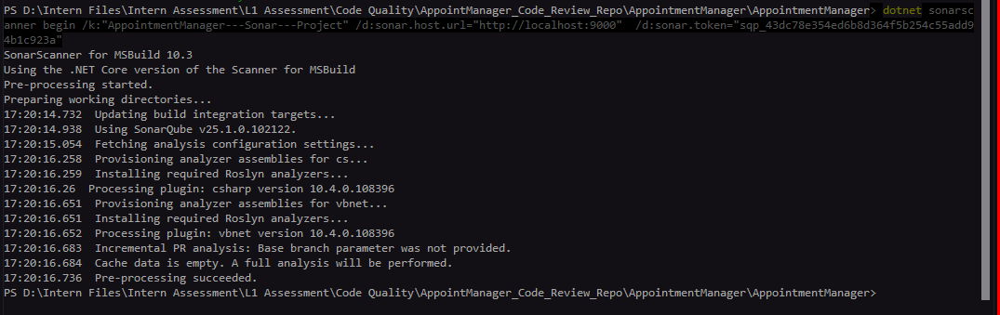 PS D:\Intern Files\Intern Assessment\L1 Assessment\Code Quality\AppointManager_Code_Review_Repo\AppointmentManager\AppointmentManager> dotnet sonarsc
anner begin /k:"AppointmentManager---Sonar---Project" /d:sonar.host.url="http://localhost:9000"  /d:sonar.token="sqp_43dc78e354ed6b8d364f5b254c55add9
4b1c923a"
SonarScanner for MSBuild 10.3
Using the .NET Core version of the Scanner for MSBuild
Pre-processing started.
Preparing working directories...
17:20:14.732  Updating build integration targets...
17:20:14.938  Using SonarQube v25.1.0.102122.
17:20:15.054  Fetching analysis configuration settings...
17:20:16.258  Provisioning analyzer assemblies for cs...
17:20:16.259  Installing required Roslyn analyzers...
17:20:16.26  Processing plugin: csharp version 10.4.0.108396
17:20:16.651  Provisioning analyzer assemblies for vbnet...
17:20:16.651  Installing required Roslyn analyzers...
17:20:16.652  Processing plugin: vbnet version 10.4.0.108396
17:20:16.683  Incremental PR analysis: Base branch parameter was not provided.
17:20:16.684  Cache data is empty. A full analysis will be performed.
17:20:16.736  Pre-processing succeeded.
PS D:\Intern Files\Intern Assessment\L1 Assessment\Code Quality\AppointManager_Code_Review_Repo\AppointmentManager\AppointmentManager>